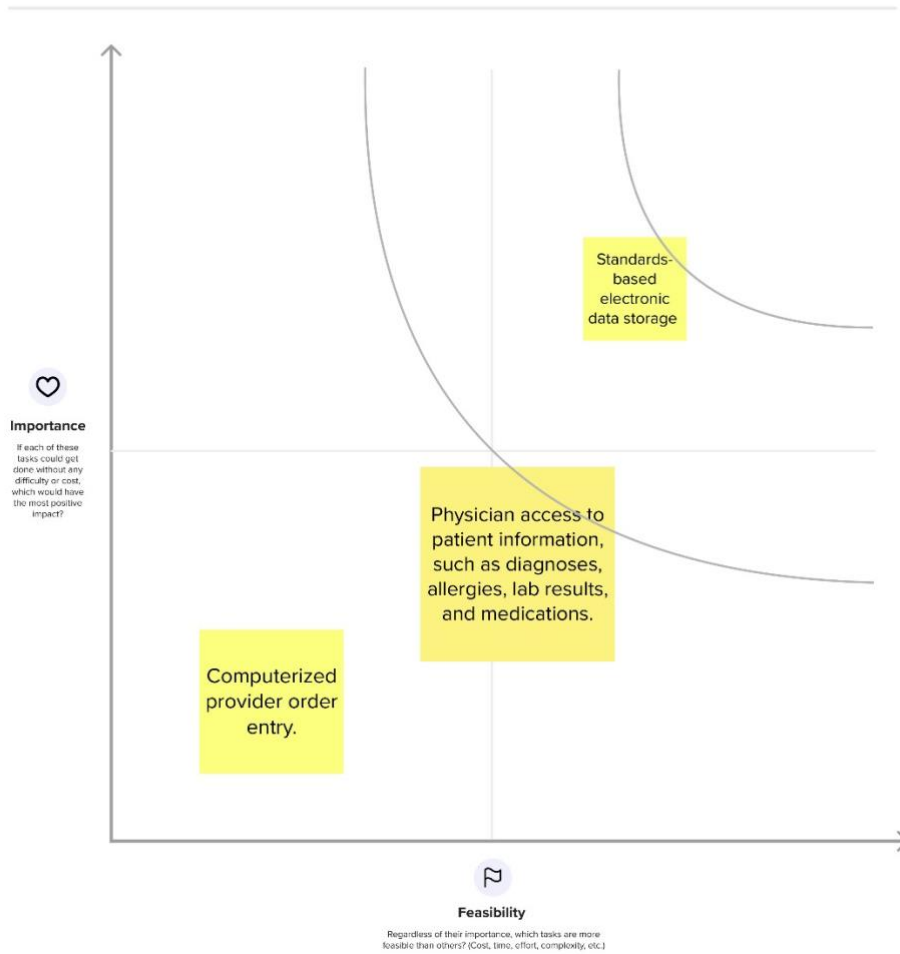 Standards-
based
electronic
data storage
Importance
If each of these
tasks could get
done without any
difficulty or cost,
which would have
the most positive
impact?
Physician access to
patient information,
such as diagnoses,
allergies, lab results,
and medications.
Computerized
provider order
entry.
Feasibility
Regardless of their importance, which tasks are more
feasible than others? (Cost, time, effort, complexity, etc.)